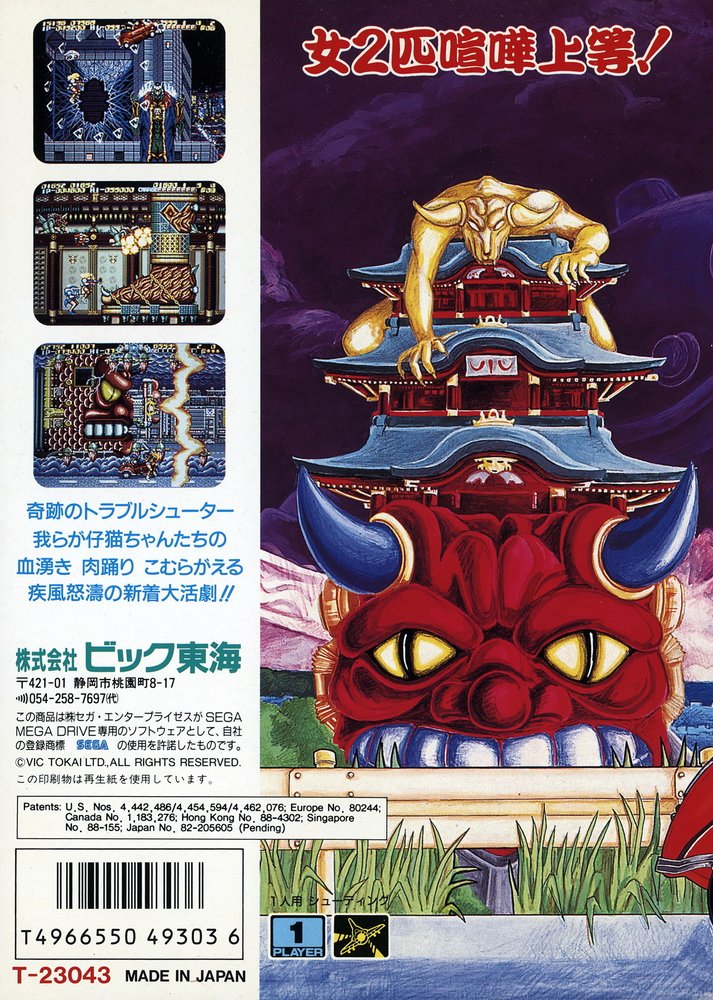 女2匹喧嘩上等!
奇跡のトラブルシューター
我らが仔猫ちゃんたちの
血湧き 肉踊り こむらがえる
疾風怒濤の新着大活劇!!
株式会社 ビック東海
〒421-01 静岡市桃園町8-17
054-258-7697㈹
この商品は㈱セガ・エンタープライゼスがSEGA
MEGA DRIVE専用のソフトウェアとして、自社
の登録商標 SEGA の使用を許諾したものです。
©VIC TOKAI LTD.,ALL RIGHTS RESERVED.
この印刷物は再生紙を使用しています。
Patents: U.S. Nos. 4,442,486/4,454,594/4,462,076; Europe No. 80244;
Canada No. 1,183,276; Hong Kong No. 88-4302; Singapore
No. 88-155; Japan No. 82-205605 (Pending)
T4966550 49303 6
T-23043 MADE IN JAPAN
1人用 シューティング
1
PLAYER